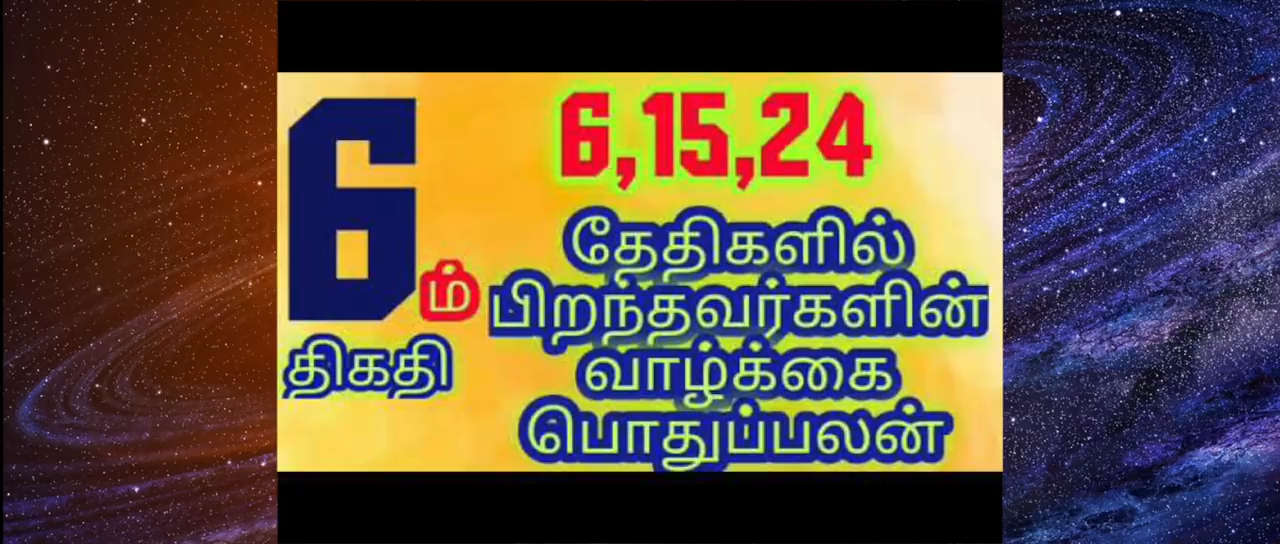 6ம்
திகதி
6,15,24
தேதிகளில்
பிறந்தவர்களின்
வாழ்க்கை
பொதுப்பலன்